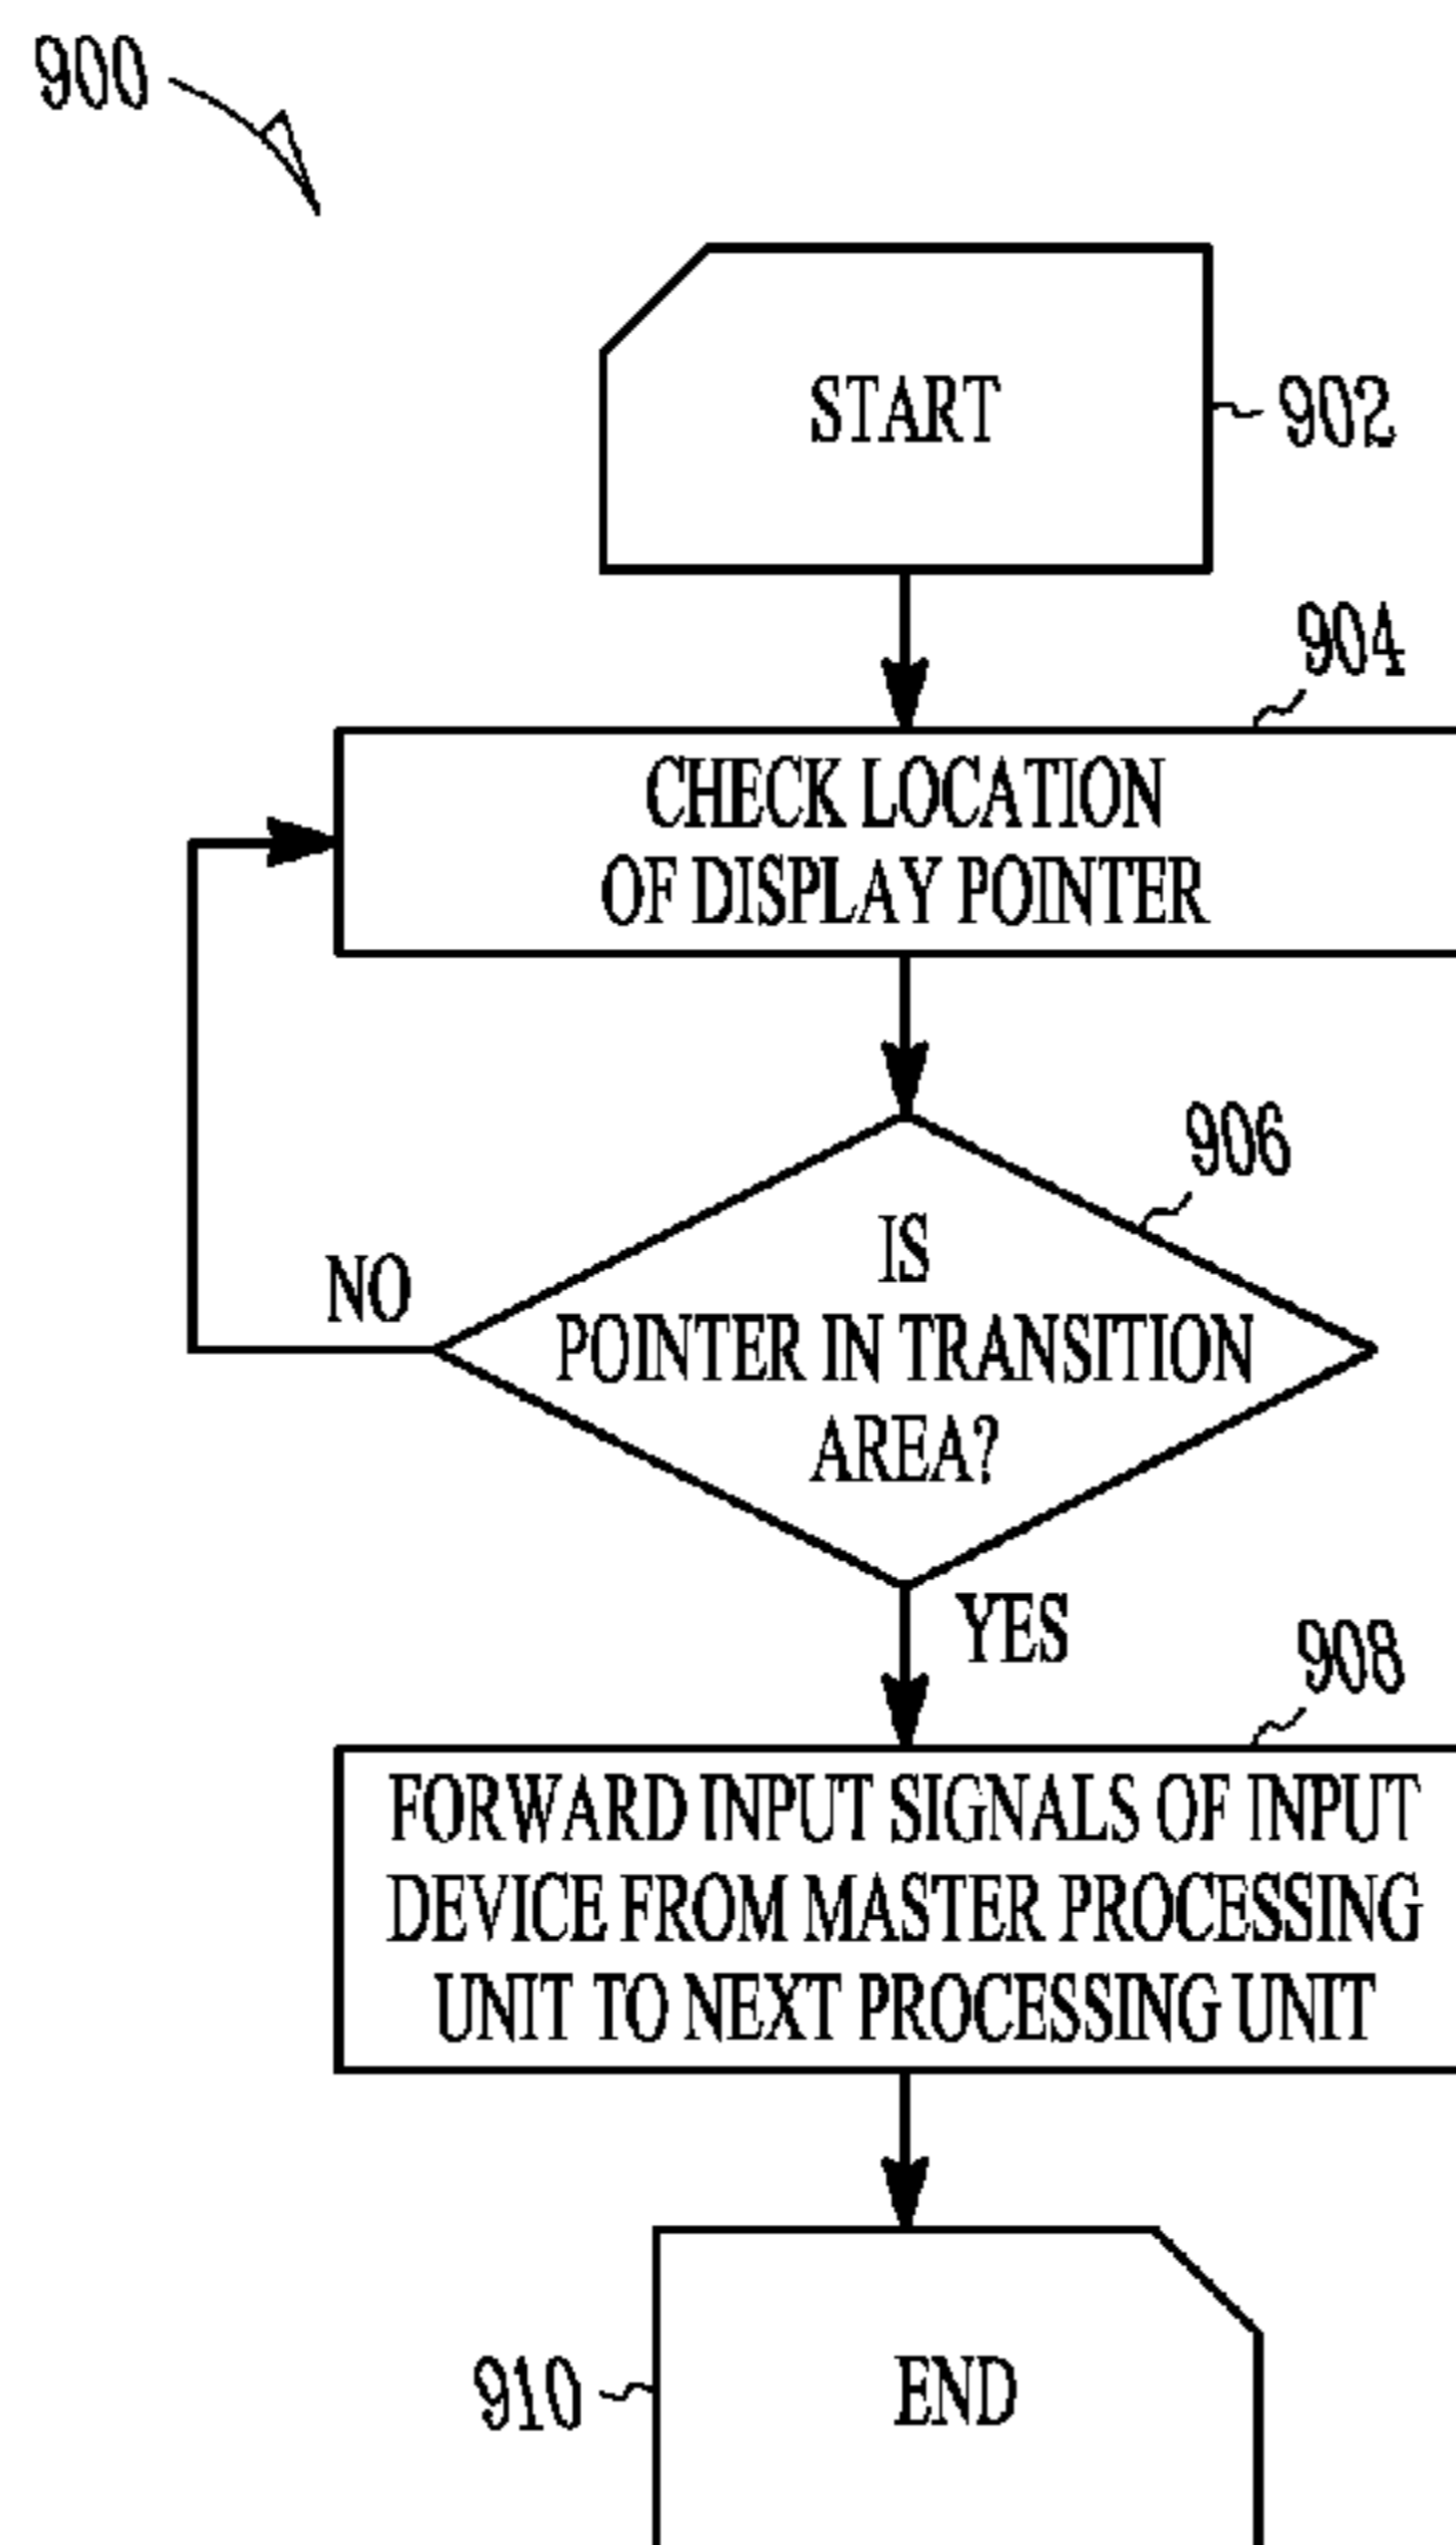 900
START
902
904
CHECK LOCATION
OF DISPLAY POINTER
906
IS
POINTER IN TRANSITION
AREA?
NO
YES
908
FORWARD INPUT SIGNALS OF INPUT
DEVICE FROM MASTER PROCESSING
UNIT TO NEXT PROCESSING UNIT
910
END